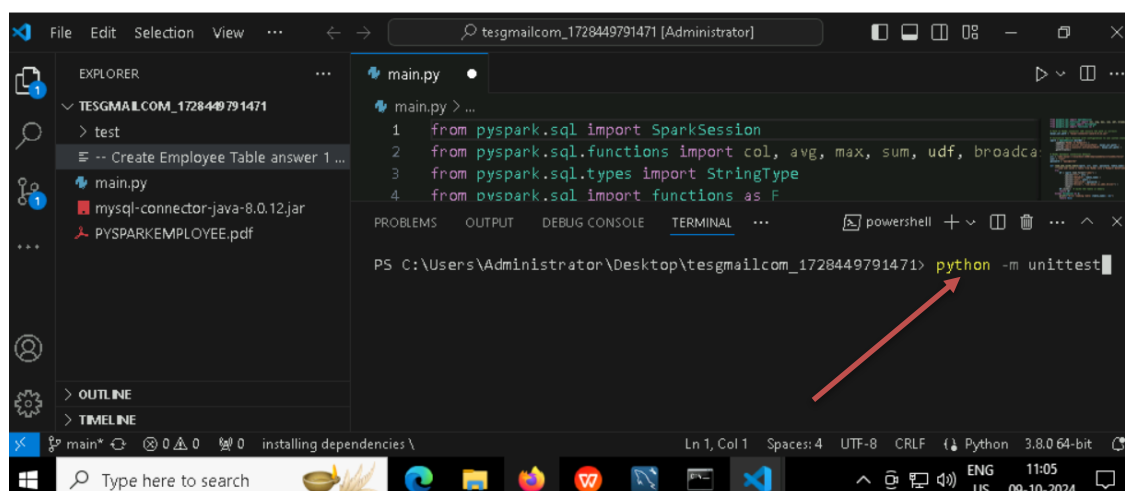 File Edit Selection View ... tesgmailcom_1728449791471 [Administrator]
EXPLORER ...
TESGMAILCOM_1728449791471
test
-- Create Employee Table answer 1 ...
main.py
mysql-connector-java-8.0.12.jar
PYSPARKEMPLOYEE.pdf
OUTLINE
TIMELINE
main.py
main.py > ...
1 from pyspark.sql import SparkSession
2 from pyspark.sql.functions import col, avg, max, sum, udf, broadca
3 from pyspark.sql.types import StringType
4 from pyspark.sql import functions as F
PROBLEMS OUTPUT DEBUG CONSOLE TERMINAL ... powershell
PS C:\Users\Administrator\Desktop\tesgmailcom_1728449791471> python -m unittest
main* 0 0 0 installing dependencies \ Ln 1, Col 1 Spaces: 4 UTF-8 CRLF Python 3.8.0 64-bit
Type here to search ENG 11:05
US 09-10-2024